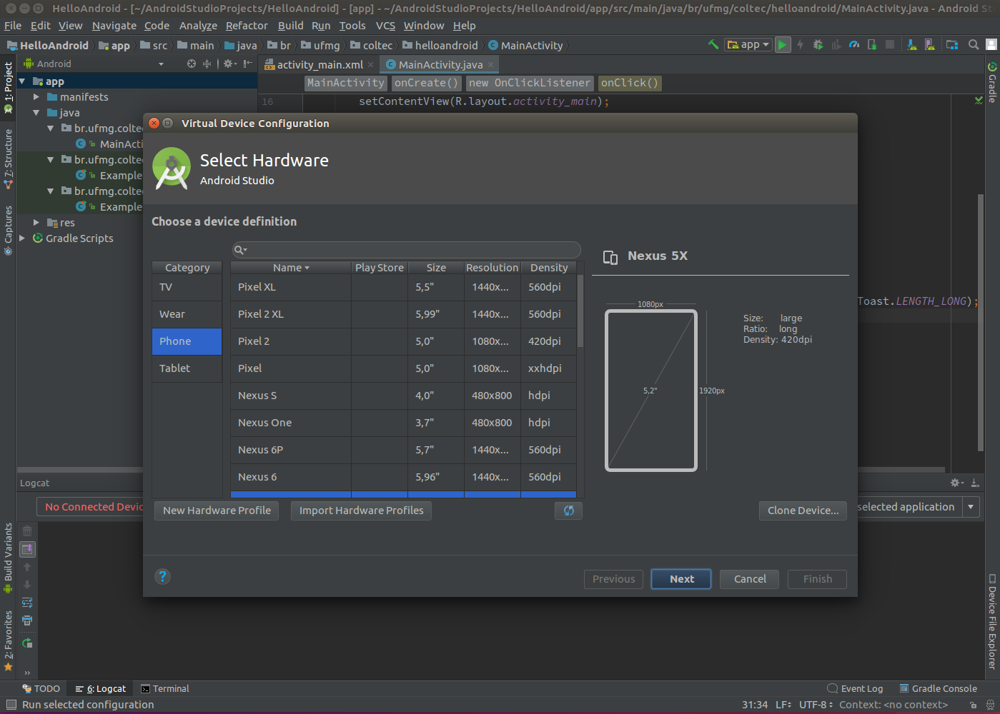 HelloAndroid - [~/AndroidStudioProjects/HelloAndroid] - [app] - ~/AndroidStudioProjects/HelloAndroid/app/src/main/java/br/ufmg/coltec/helloandroid/MainActivity.java - Android St
File Edit View Navigate Code Analyze Refactor Build Run Tools VCS Window Help
HelloAndroid app src main java br ufmg coltec helloandroid MainActivity app
1: Project
7: Structure
Captures
Build Variants
2: Favorites
Android
app
manifests
java
br.ufmg.coltec
MainActi
br.ufmg.coltec
Example
br.ufmg.coltec
Example
res
Gradle Scripts
activity_main.xml MainActivity.java
MainActivity onCreate() new OnClickListener onClick()
16 setContentView(R.layout.activity_main);
Toast.LENGTH_LONG);
Gradle
Device File Explorer
Virtual Device Configuration
Select Hardware
Android Studio
Choose a device definition
Category
TV
Wear
Phone
Tablet
Name Play Store Size Resolution Density
Pixel XL 5,5" 1440x... 560dpi
Pixel 2 XL 5,99" 1440x... 560dpi
Pixel 2 5,0" 1080x... 420dpi
Pixel 5,0" 1080x... xxhdpi
Nexus S 4,0" 480x800 hdpi
Nexus One 3,7" 480x800 hdpi
Nexus 6P 5,7" 1440x... 560dpi
Nexus 6 5,96" 1440x... 560dpi
Nexus 5X
1080px
5,2"
1920px
Size: large
Ratio: long
Density: 420dpi
New Hardware Profile Import Hardware Profiles Clone Device...
? Previous Next Cancel Finish
Logcat
No Connected Devic
selected application
TODO 6: Logcat Terminal Event Log Gradle Console
Run selected configuration 31:34 LF UTF-8 Context: <no context>